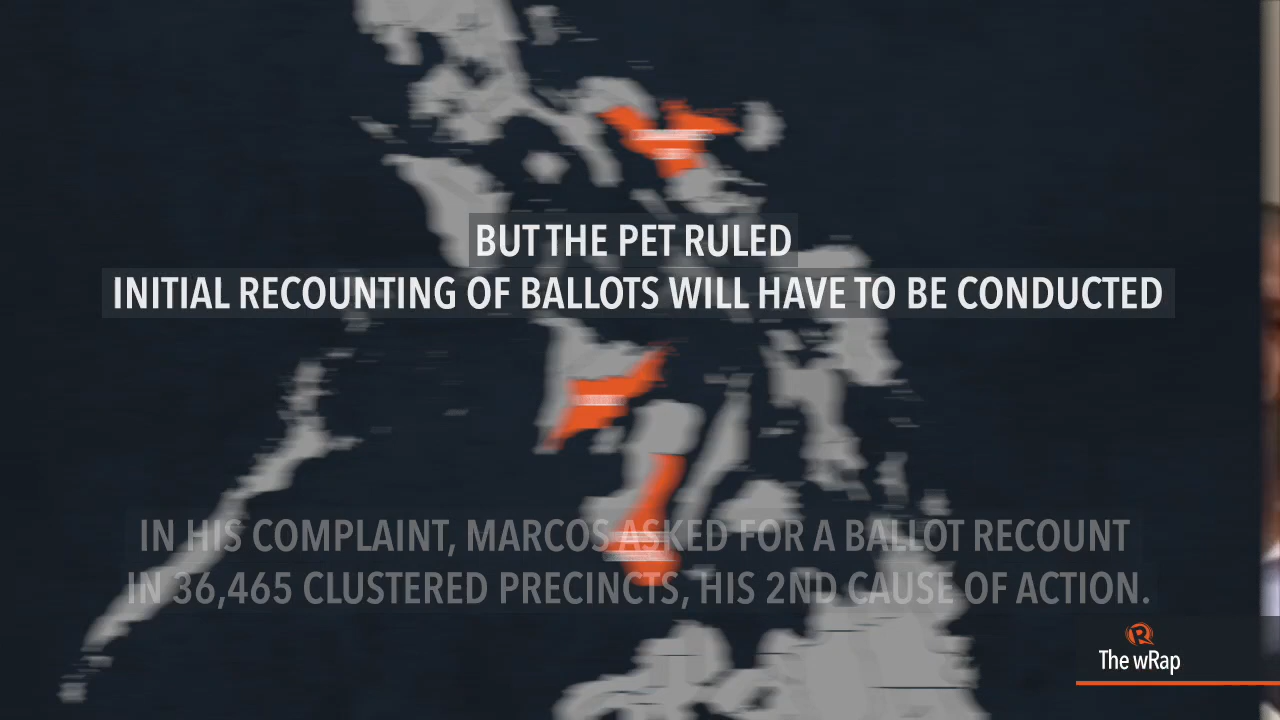 BUT THE PET RULED
INITIAL RECOUNTING OF BALLOTS WILL HAVE TO BE CONDUCTED
IN HIS COMPLAINT, MARCOS ASKED FOR A BALLOT RECOUNT
IN 36,465 CLUSTERED PRECINCTS, HIS 2ND CAUSE OF ACTION.
R
The wRap